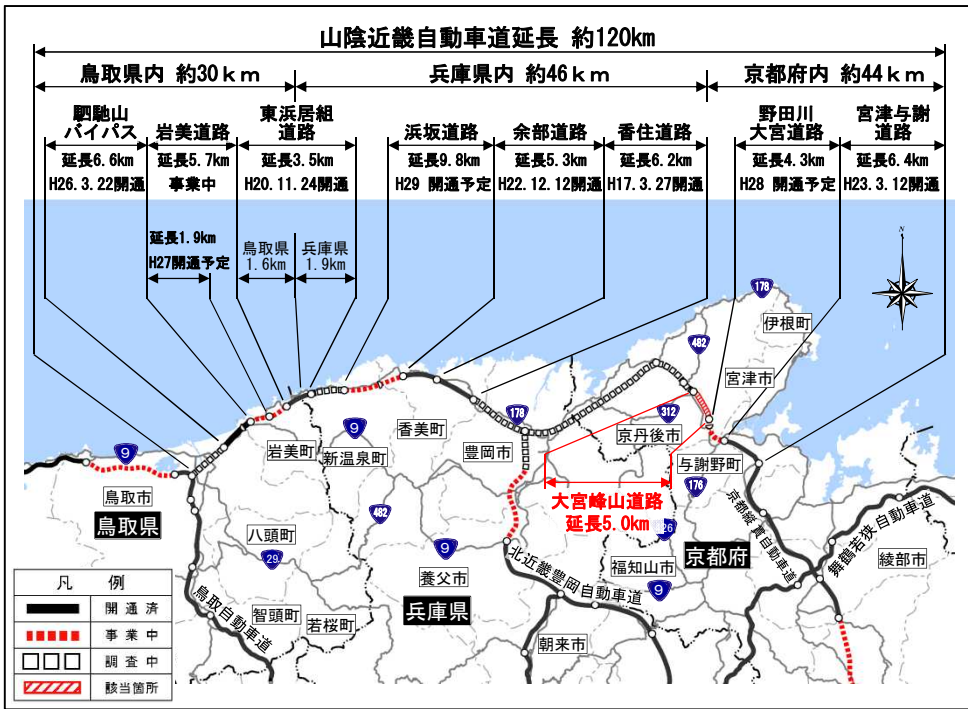 山陰近畿自動車道延長 約120km
鳥取県内 約30km
兵庫県内 約46km
京都府内 約44km
駟馳山
バイパス
延長6.6km
H26.3.22開通
岩美道路
延長5.7km
事業中
東浜居組
道路
延長3.5km
H20.11.24開通
浜坂道路
延長9.8km
H29 開通予定
余部道路
延長5.3km
H22.12.12開通
香住道路
延長6.2km
H17.3.27開通
野田川
大宮道路
延長4.3km
H28 開通予定
宮津与謝
道路
延長6.4km
H23.3.12開通
延長1.9km
H27開通予定
鳥取県
1.6km
兵庫県
1.9km
N
178
伊根町
482
宮津市
178
312
京丹後市
9
香美町
豊岡市
岩美町
新温泉町
与謝野町
176
9
鳥取市
鳥取県
482
大宮峰山道路
延長5.0km
26
京都府
京都縦貫自動車道
舞鶴若狭自動車道
綾部市
八頭町
29
9
養父市
北近畿豊岡自動車道
福知山市
9
兵庫県
智頭町
若桜町
鳥取自動車道
朝来市
凡 例
開通済
事業中
調査中
該当箇所